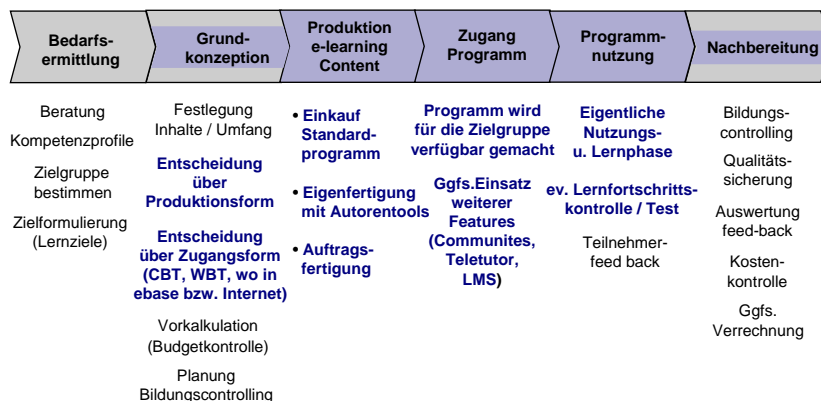 Bedarfs-
ermittlung
Grund-
konzeption
Produktion
e-learning
Content
Zugang
Programm
Programm-
nutzung
Nachbereitung
Beratung
Kompetenzprofile
Zielgruppe
bestimmen
Zielformulierung
(Lernziele)
Festlegung
Inhalte / Umfang
Entscheidung
über
Produktionsform
Entscheidung
über Zugangsform
(CBT, WBT, wo in
ebase bzw. Internet)
Vorkalkulation
(Budgetkontrolle)
Planung
Bildungscontrolling
• Einkauf
Standard-
programm
• Eigenfertigung
mit Autorentools
• Auftrags-
fertigung
Programm wird
für die Zielgruppe
verfügbar gemacht
Ggfs.Einsatz
weiterer
Features
(Communites,
Teletutor,
LMS)
Eigentliche
Nutzungs-
u. Lernphase
ev. Lernfortschritts-
kontrolle / Test
Teilnehmer-
feed back
Bildungs-
controlling
Qualitäts-
sicherung
Auswertung
feed-back
Kosten-
kontrolle
Ggfs.
Verrechnung